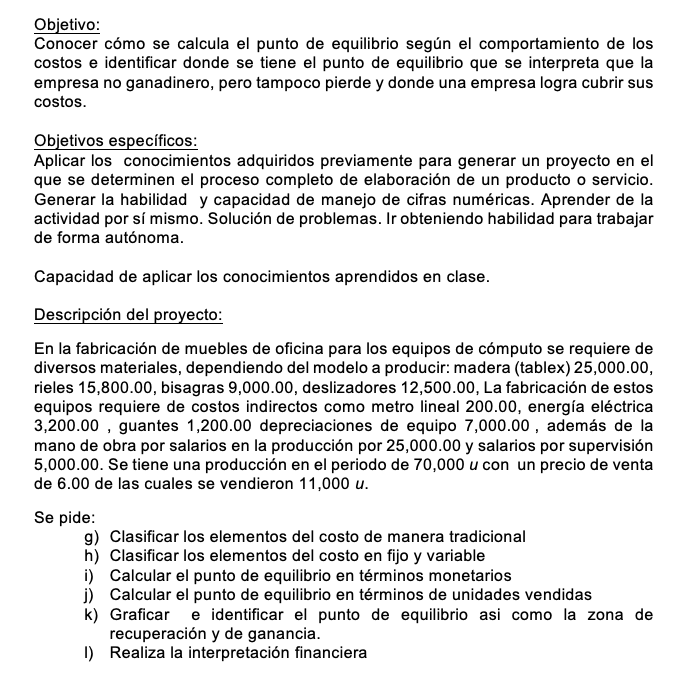 Objetivo:
Conocer cómo se calcula el punto de equilibrio según el comportamiento de los
costos e identificar donde se tiene el punto de equilibrio que se interpreta que la
empresa no ganadinero, pero tampoco pierde y donde una empresa logra cubrir sus
costos.
Objetivos específicos:
Aplicar los conocimientos adquiridos previamente para generar un proyecto en el
que se determinen el proceso completo de elaboración de un producto o servicio.
Generar la habilidad y capacidad de manejo de cifras numéricas. Aprender de la
actividad por sí mismo. Solución de problemas. Ir obteniendo habilidad para trabajar
de forma autónoma.
Capacidad de aplicar los conocimientos aprendidos en clase.
Descripción del proyecto:
En la fabricación de muebles de oficina para los equipos de cómputo se requiere de
diversos materiales, dependiendo del modelo a producir: madera (tablex) 25,000.00,
rieles 15,800.00, bisagras 9,000.00, deslizadores 12,500.00, La fabricación de estos
equipos requiere de costos indirectos como metro lineal 200.00, energía eléctrica
3,200.00 , guantes 1,200.00 depreciaciones de equipo 7,000.00 , además de la
mano de obra por salarios en la producción por 25,000.00 y salarios por supervisión
5,000.00. Se tiene una producción en el periodo de 70,000 u con un precio de venta
de 6.00 de las cuales se vendieron 11,000 u.
Se pide:
g) Clasificar los elementos del costo de manera tradicional
h) Clasificar los elementos del costo en fijo y variable
i) Calcular el punto de equilibrio en términos monetarios
j) Calcular el punto de equilibrio en términos de unidades vendidas
k) Graficar e identificar el punto de equilibrio asi como la zona de
recuperación y de ganancia.
l) Realiza la interpretación financiera